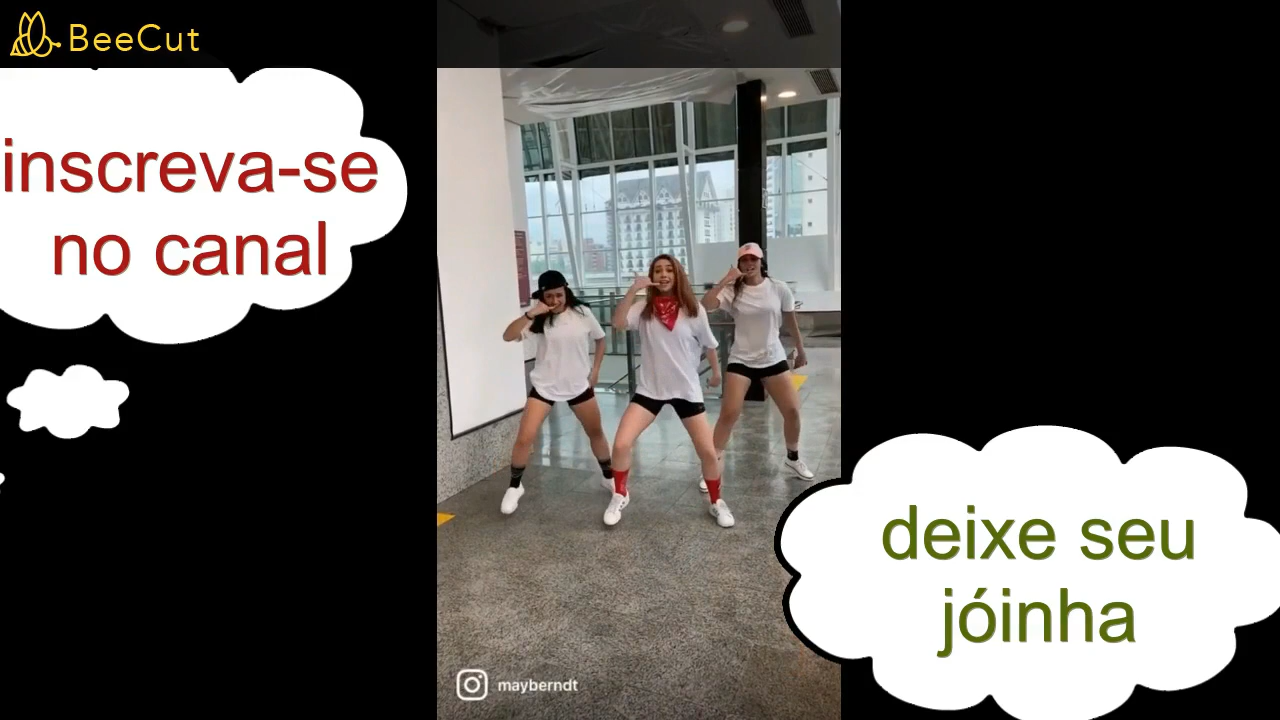 BeeCut
inscreva-se
no canal
deixe seu
jóinha
mayberndt